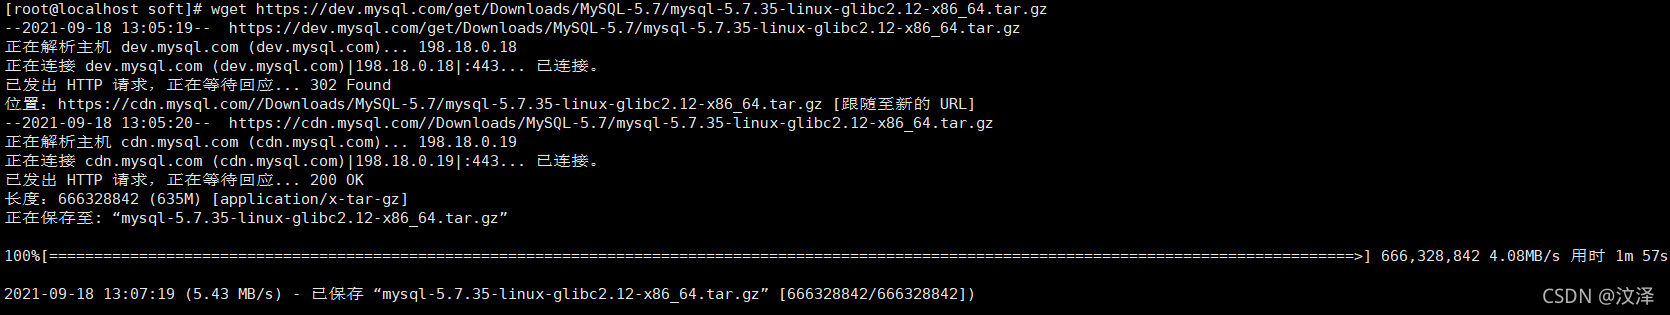 [root@localhost soft]# wget https://dev.mysql.com/get/Downloads/MySQL-5.7/mysql-5.7.35-linux-glibc2.12-x86_64.tar.gz
--2021-09-18 13:05:19--  https://dev.mysql.com/get/Downloads/MySQL-5.7/mysql-5.7.35-linux-glibc2.12-x86_64.tar.gz
正在解析主机 dev.mysql.com (dev.mysql.com)... 198.18.0.18
正在连接 dev.mysql.com (dev.mysql.com)|198.18.0.18|:443... 已连接。
已发出 HTTP 请求，正在等待回应... 302 Found
位置：https://cdn.mysql.com//Downloads/MySQL-5.7/mysql-5.7.35-linux-glibc2.12-x86_64.tar.gz [跟随至新的 URL]
--2021-09-18 13:05:20--  https://cdn.mysql.com//Downloads/MySQL-5.7/mysql-5.7.35-linux-glibc2.12-x86_64.tar.gz
正在解析主机 cdn.mysql.com (cdn.mysql.com)... 198.18.0.19
正在连接 cdn.mysql.com (cdn.mysql.com)|198.18.0.19|:443... 已连接。
已发出 HTTP 请求，正在等待回应... 200 OK
长度：666328842 (635M) [application/x-tar-gz]
正在保存至: “mysql-5.7.35-linux-glibc2.12-x86_64.tar.gz”
100%[=================================================================================================================================================>] 666,328,842 4.08MB/s 用时 1m 57s
2021-09-18 13:07:19 (5.43 MB/s) - 已保存 “mysql-5.7.35-linux-glibc2.12-x86_64.tar.gz” [666328842/666328842])
CSDN @汶泽